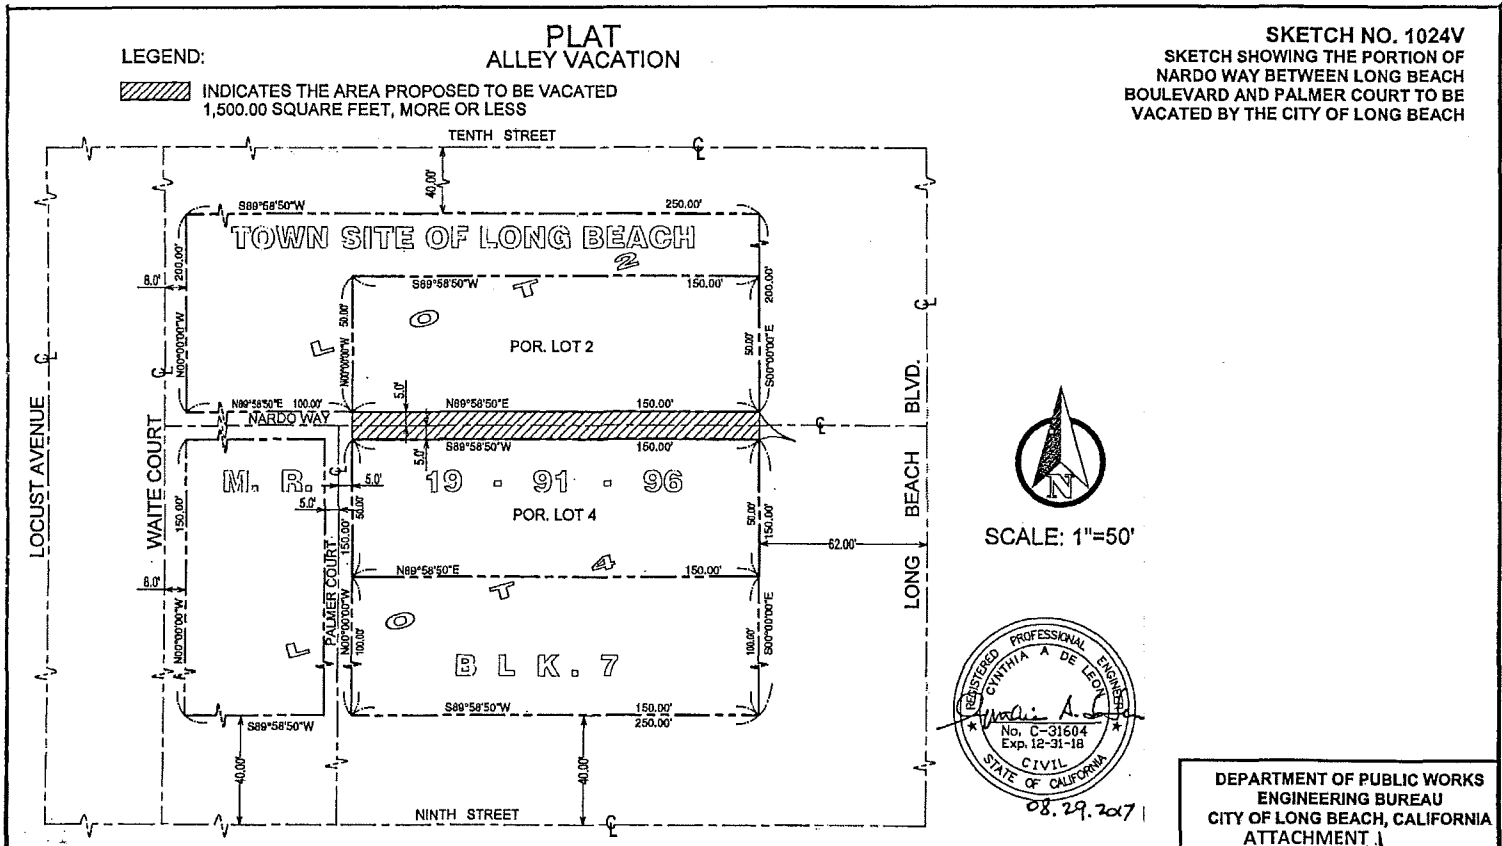 PLAT
ALLEY VACATION
LEGEND:
INDICATES THE AREA PROPOSED TO BE VACATED
1,500.00 SQUARE FEET, MORE OR LESS
SKETCH NO. 1024V
SKETCH SHOWING THE PORTION OF
NARDO WAY BETWEEN LONG BEACH
BOULEVARD AND PALMER COURT TO BE
VACATED BY THE CITY OF LONG BEACH
TENTH STREET
40.00'
S89°58'50"W
250.00'
TOWN SITE OF LONG BEACH
LOT 2
200.00'
8.0'
N00°00'00"W
S89°58'50"W
150.00'
200.00'
50.00'
N00°00'00"W
POR. LOT 2
50.00'
S00°00'00"E
5.0'
N89°58'50"E 100.00'
NARDO WAY
N89°58'50"E
150.00'
S89°58'50"W
150.00'
5.0'
LOCUST AVENUE
WAITE COURT
LONG BEACH BLVD.
M. R. 19 - 91 - 96
5.0'
5.0'
50.00'
150.00'
150.00'
POR. LOT 4
50.00'
150.00'
62.00'
PALMER COURT
N89°58'50"E
150.00'
LOT 4
8.0'
N00°00'00"W
N00°00'00"W
100.00'
BLK. 7
100.00'
S00°00'00"E
S89°58'50"W
S89°58'50"W
150.00'
250.00'
40.00'
40.00'
NINTH STREET
N
SCALE: 1"=50'
REGISTERED PROFESSIONAL ENGINEER
CYNTHIA A DE LEON
No. C-31604
Exp. 12-31-18
CIVIL
STATE OF CALIFORNIA
08.29.2017
DEPARTMENT OF PUBLIC WORKS
ENGINEERING BUREAU
CITY OF LONG BEACH, CALIFORNIA
ATTACHMENT